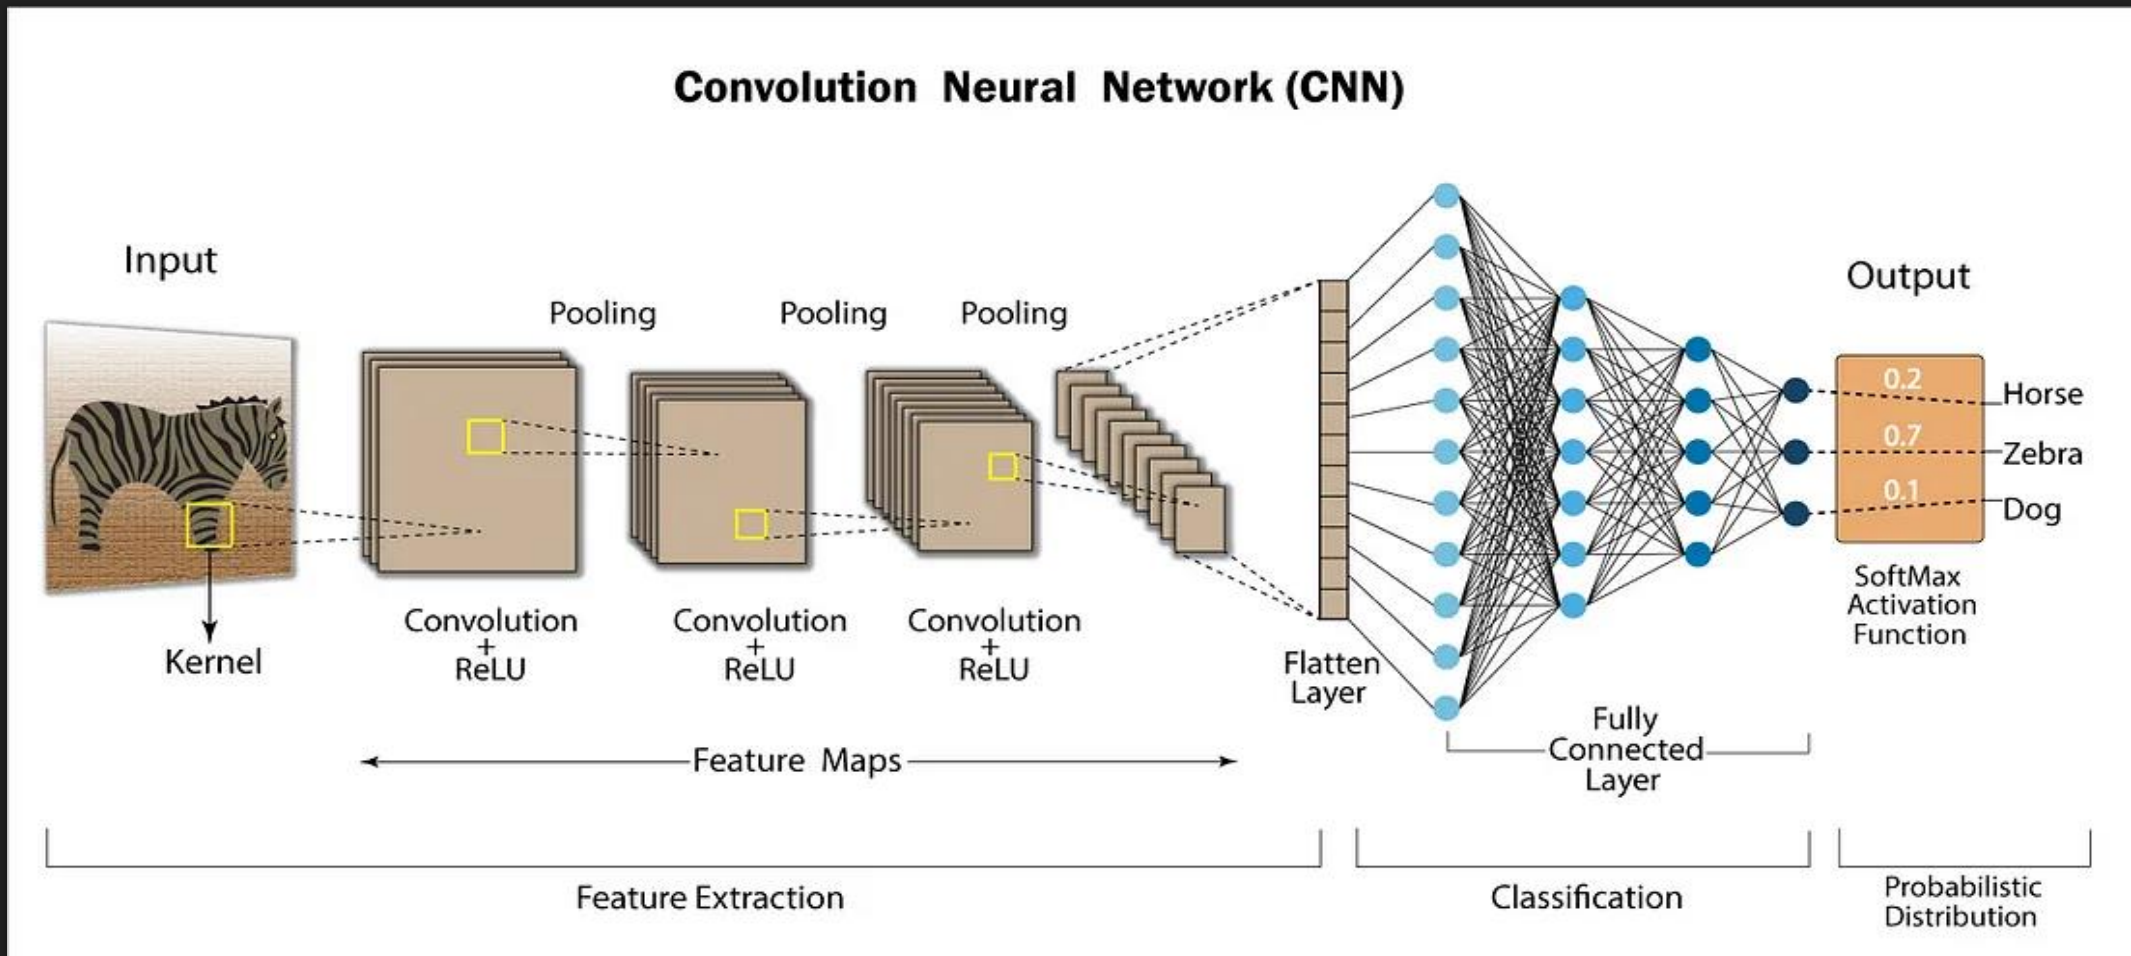 Convolution Neural Network (CNN)
Input
Kernel
Pooling
Pooling
Pooling
Convolution
+
ReLU
Convolution
+
ReLU
Convolution
+
ReLU
Feature Maps
Flatten
Layer
Fully
Connected
Layer
Output
0.2
Horse
0.7
Zebra
0.1
Dog
SoftMax
Activation
Function
Feature Extraction
Classification
Probabilistic
Distribution